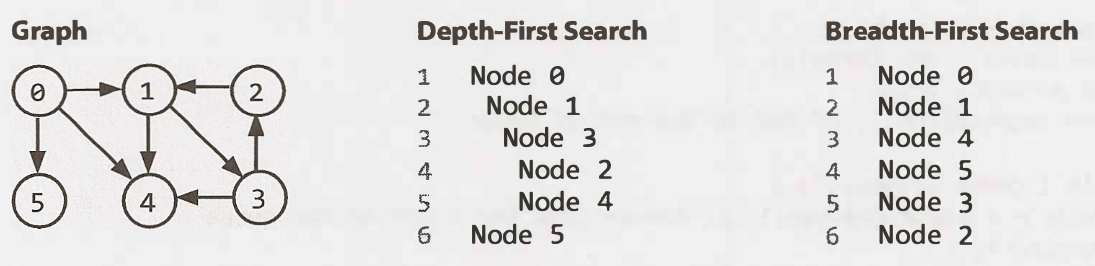 Graph
0 1 2
5 4 3
Depth-First Search
1 Node 0
2 Node 1
3 Node 3
4 Node 2
5 Node 4
6 Node 5
Breadth-First Search
1 Node 0
2 Node 1
3 Node 4
4 Node 5
5 Node 3
6 Node 2